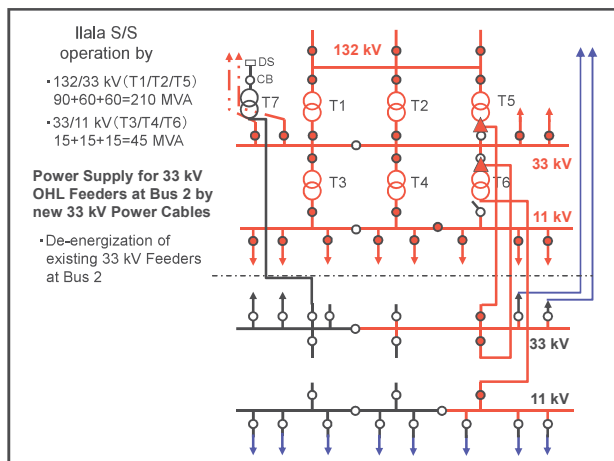 Ilala S/S
operation by
・132/33 kV(T1/T2/T5)
90+60+60=210 MVA
・33/11 kV(T3/T4/T6)
15+15+15=45 MVA
Power Supply for 33 kV
OHL Feeders at Bus 2 by
new 33 kV Power Cables
・De-energization of
existing 33 kV Feeders
at Bus 2
DS
CB
T7
132 kV
T1
T2
T5
33 kV
T3
T4
T6
11 kV
33 kV
11 kV